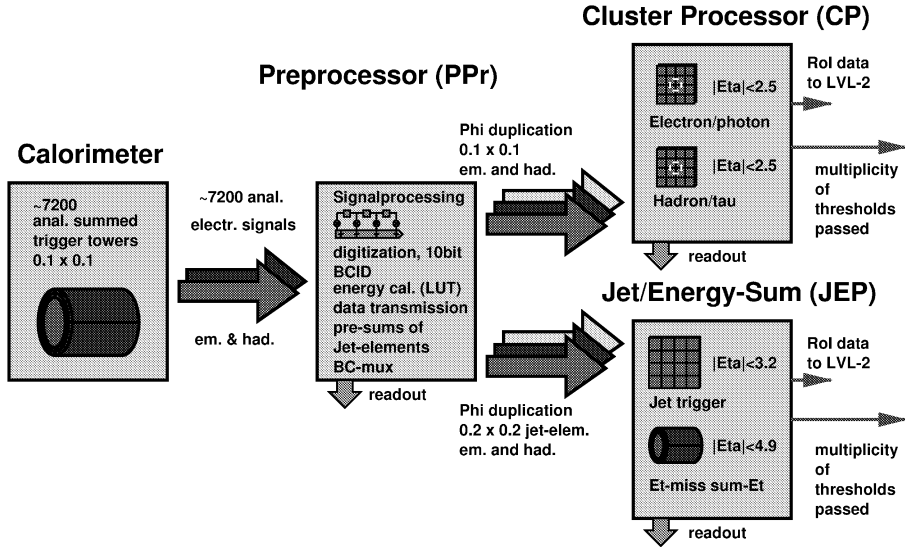 Cluster Processor (CP)
Preprocessor (PPr)
Calorimeter
~7200
anal. summed
trigger towers
0.1 x 0.1
~7200 anal.
electr. signals
em. & had.
Signalprocessing
digitization, 10bit
BCID
energy cal. (LUT)
data transmission
pre-sums of
Jet-elements
BC-mux
readout
Phi duplication
0.1 x 0.1
em. and had.
|Eta|<2.5
Electron/photon
|Eta|<2.5
Hadron/tau
readout
RoI data
to LVL-2
multiplicity
of
thresholds
passed
Jet/Energy-Sum (JEP)
Phi duplication
0.2 x 0.2 jet-elem.
em. and had.
|Eta|<3.2
Jet trigger
|Eta|<4.9
Et-miss sum-Et
readout
RoI data
to LVL-2
multiplicity
of
thresholds
passed